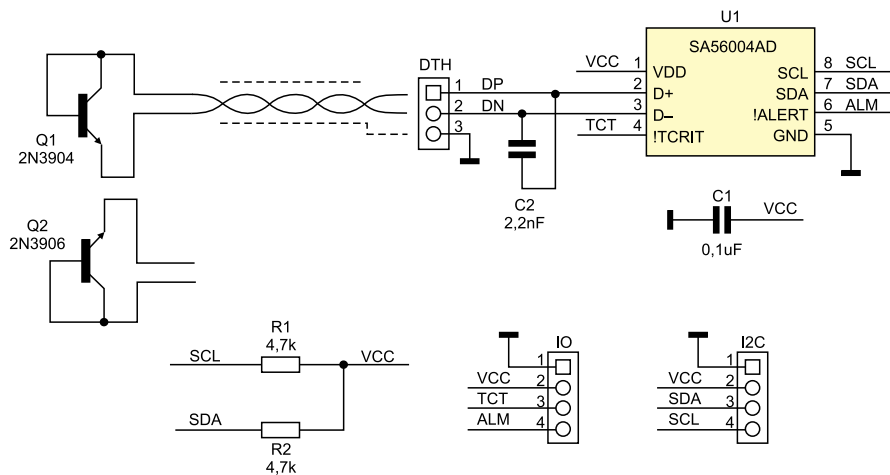 U1
SA56004AD
VCC 1 VDD SCL 8 SCL
2 D+ SDA 7 SDA
3 D– !ALERT 6 ALM
TCT 4 !TCRIT GND 5
DTH
1 DP
2 DN
3
Q1
2N3904
C2
2,2nF
C1
VCC
0,1uF
Q2
2N3906
R1
4,7k
SCL VCC
SDA
R2
4,7k
IO
1
VCC 2
TCT 3
ALM 4
I2C
1
VCC 2
SDA 3
SCL 4